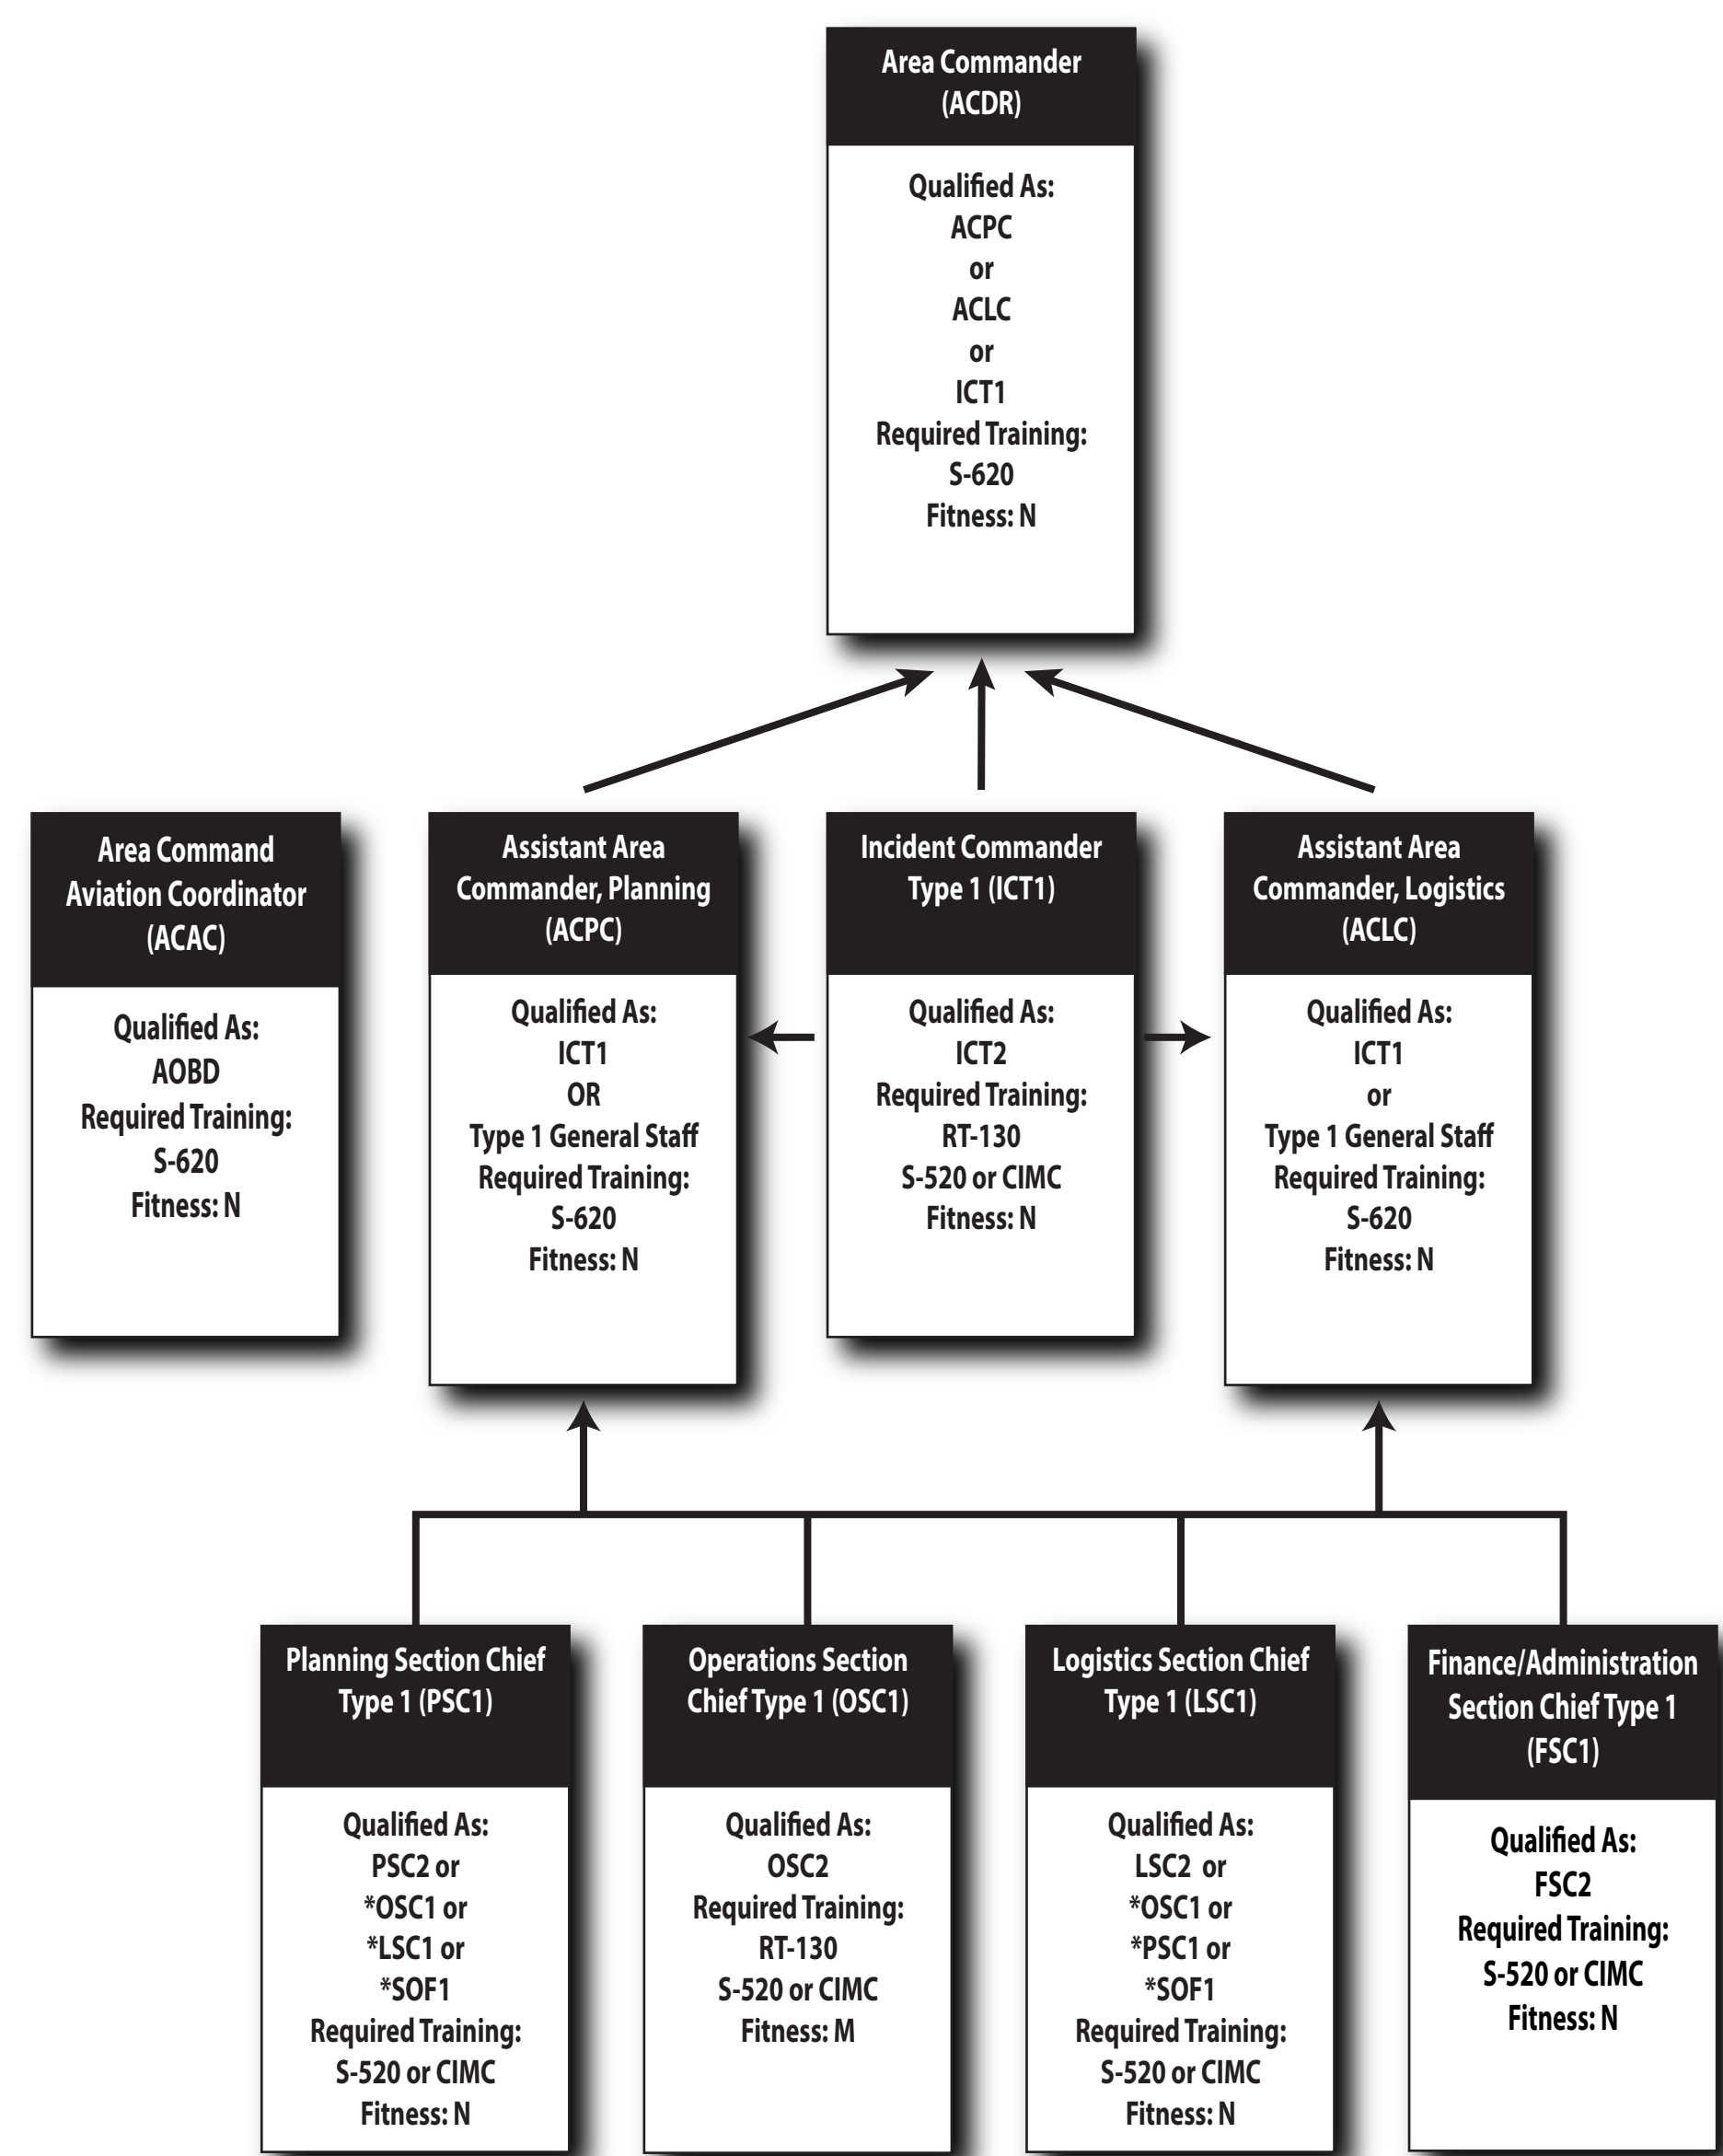 Area Commander
(ACDR)
Qualified As:
ACPC
or
ACLC
or
ICT1
Required Training:
S-620
Fitness: N
Area Command
Aviation Coordinator
(ACAC)
Qualified As:
AOBD
Required Training:
S-620
Fitness: N
Assistant Area
Commander, Planning
(ACPC)
Qualified As:
ICT1
OR
Type 1 General Staff
Required Training:
S-620
Fitness: N
Incident Commander
Type 1 (ICT1)
Qualified As:
ICT2
Required Training:
RT-130
S-520 or CIMC
Fitness: N
Assistant Area
Commander, Logistics
(ACLC)
Qualified As:
ICT1
or
Type 1 General Staff
Required Training:
S-620
Fitness: N
Planning Section Chief
Type 1 (PSC1)
Qualified As:
PSC2 or
*OSC1 or
*LSC1 or
*SOF1
Required Training:
S-520 or CIMC
Fitness: N
Operations Section
Chief Type 1 (OSC1)
Qualified As:
OSC2
Required Training:
RT-130
S-520 or CIMC
Fitness: M
Logistics Section Chief
Type 1 (LSC1)
Qualified As:
LSC2 or
*OSC1 or
*PSC1 or
*SOF1
Required Training:
S-520 or CIMC
Fitness: N
Finance/Administration
Section Chief Type 1
(FSC1)
Qualified As:
FSC2
Required Training:
S-520 or CIMC
Fitness: N